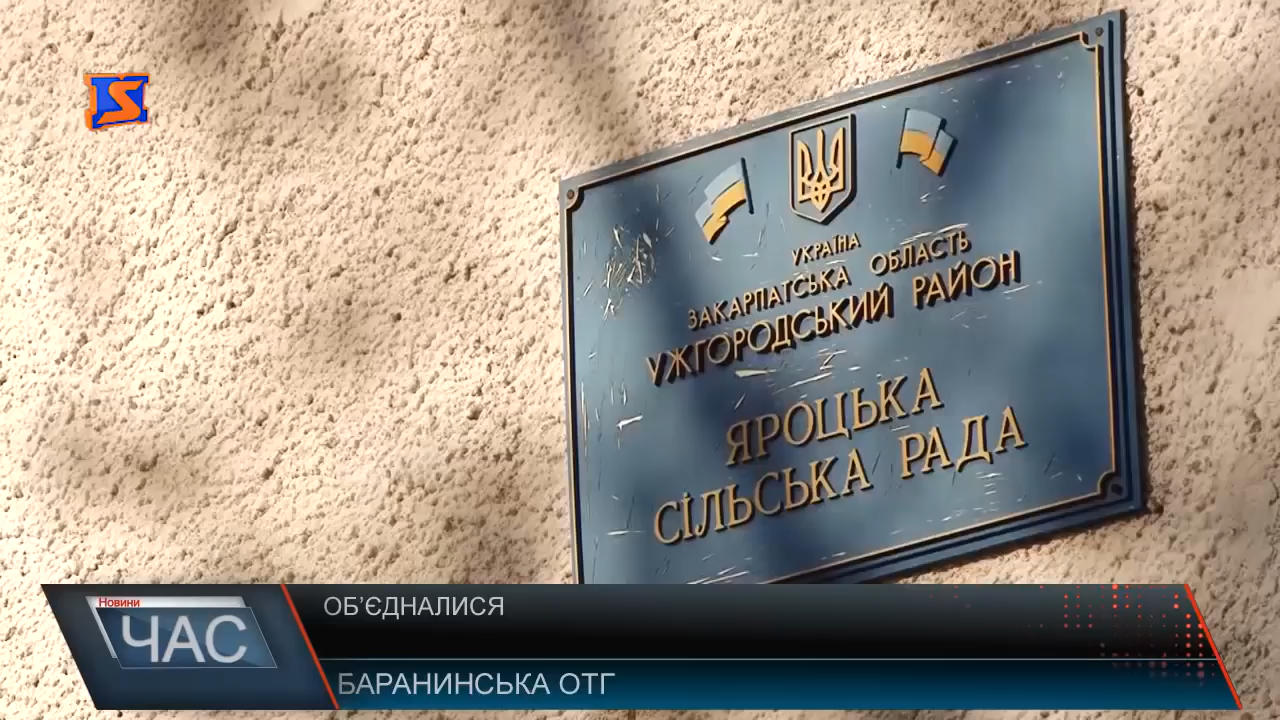 УКРАЇНА
ЗАКАРПАТСЬКА ОБЛАСТЬ
УЖГОРОДСЬКИЙ РАЙОН
ЯРОЦЬКА
СІЛЬСЬКА РАДА
Новини
ЧАС
ОБ’ЄДНАЛИСЯ
БАРАНИНСЬКА ОТГ